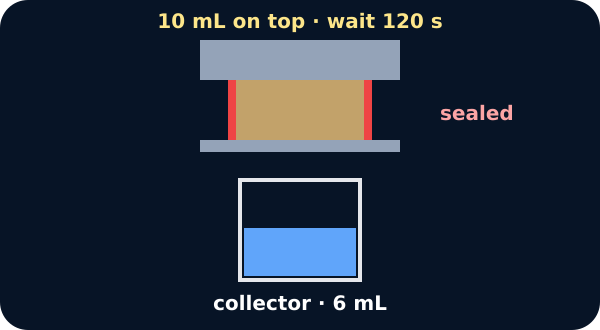 10 mL on top · wait 120 s
sealed
collector · 6 mL